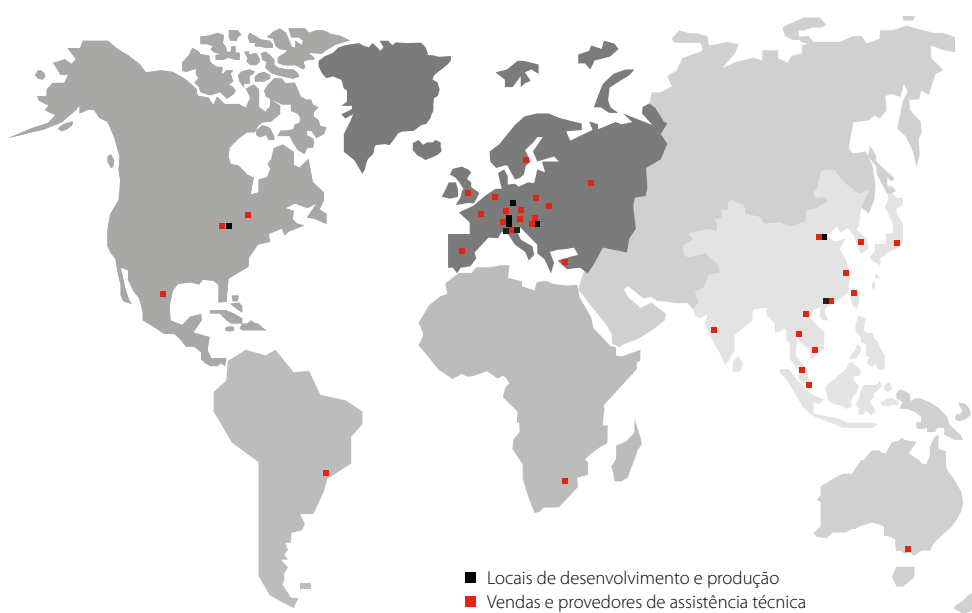 Locais de desenvolvimento e produção
Vendas e provedores de assistência técnica